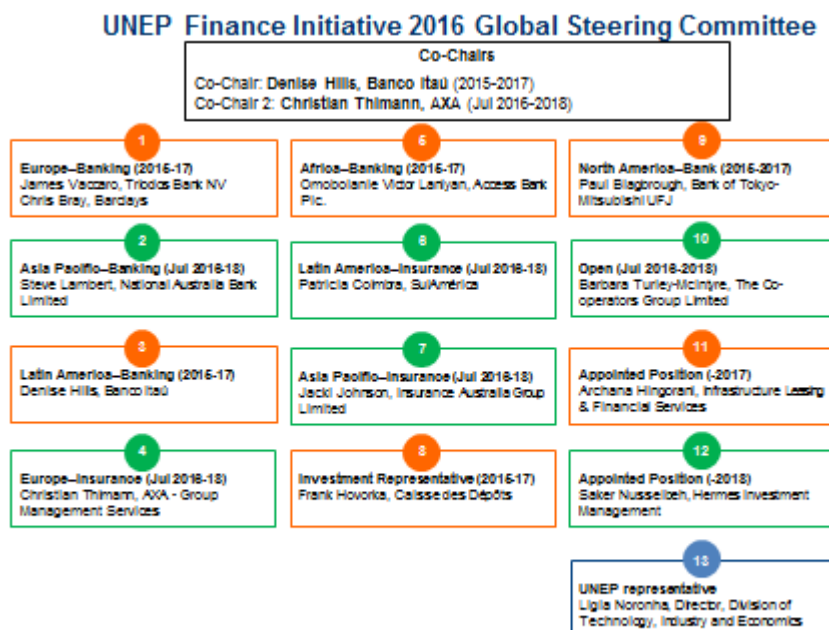 UNEP Finance Initiative 2016 Global Steering Committee
Co-Chairs
Co-Chair: Denise Hills, Banco Itaú (2015-2017)
Co-Chair 2: Christian Thimann, AXA (Jul 2016-2018)
1
Europe–Banking (2015-17)
James Vaccaro, Triodos Bank NV
Chris Bray, Barclays
2
Asia Pacific–Banking (Jul 2016-18)
Steve Lambert, National Australia Bank
Limited
3
Latin America–Banking (2015-17)
Denise Hills, Banco Itaú
4
Europe–Insurance (Jul 2016-18)
Christian Thimann, AXA - Group
Management Services
5
Africa–Banking (2015-17)
Omobolanle Victor Laniyan, Access Bank
Plc.
6
Latin America–Insurance (Jul 2016-18)
Patricia Coimbra, SulAmérica
7
Asia Pacific–Insurance (Jul 2016-18)
Jacki Johnson, Insurance Australia Group
Limited
8
Investment Representative (2015-17)
Frank Hovorka, Caisse des Dépôts
9
North America–Bank (2015-2017)
Paul Blagbrough, Bank of Tokyo-
Mitsubishi UFJ
10
Open (Jul 2016-2018)
Barbara Turley-McIntyre, The Co-
operators Group Limited
11
Appointed Position (-2017)
Archana Hingorani, Infrastructure Leasing
& Financial Services
12
Appointed Position (-2018)
Saker Nusseibeh, Hermes Investment
Management
13
UNEP representative
Ligia Noronha, Director, Division of
Technology, Industry and Economics